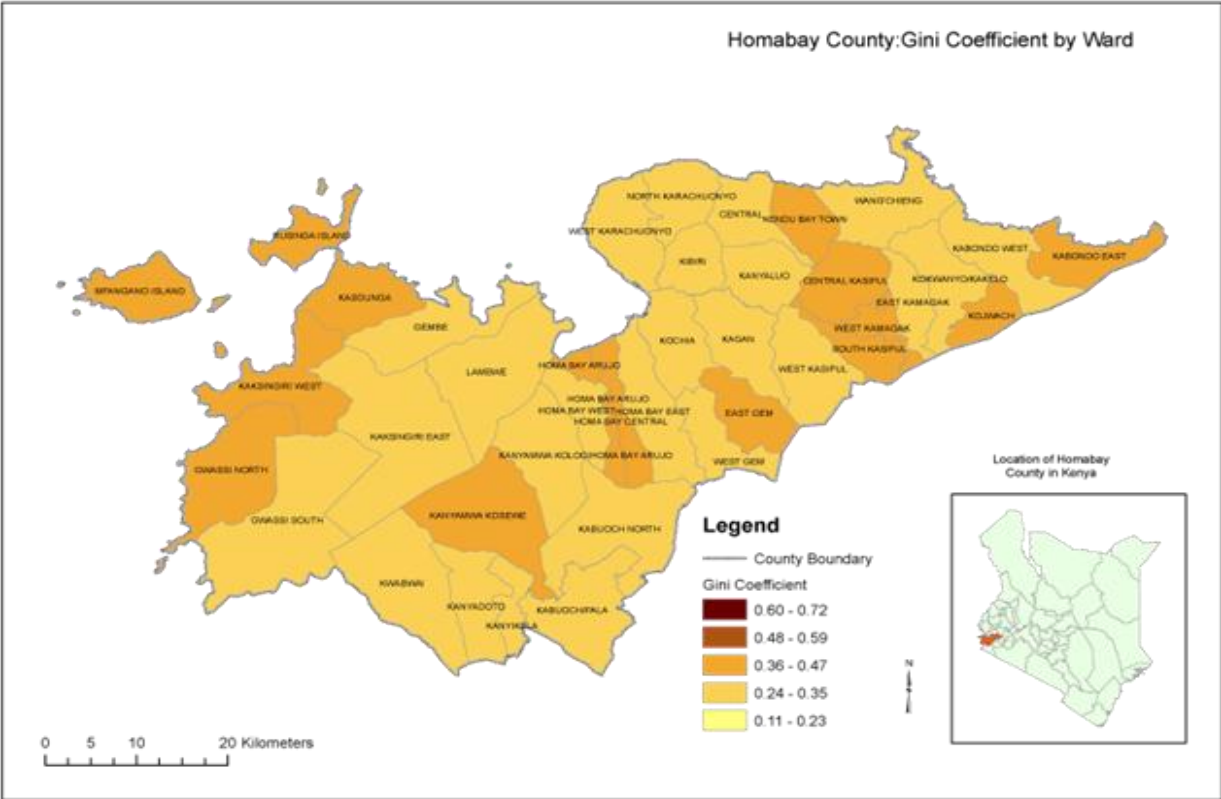 Homabay County:Gini Coefficient by Ward
NORTH KARACHUONYO
WANG'CHIENG
CENTRAL
KENDU BAY TOWN
WEST KARACHUONYO
RUSINGA ISLAND
KABONDO WEST
KABONDO EAST
KIBIRI
KANYALUO
CENTRAL KASIPUL
KOKWANYO/KAKELO
MFANGANO ISLAND
KASGUNGA
EAST KAMAGAK
KOJWACH
GEMBE
WEST KAMAGAK
KOCHIA
KAGAN
SOUTH KASIPUL
HOMA BAY ARUJO
WEST KASIPUL
LAMBWE
KAKSINGIRI WEST
HOMA BAY ARUJO
HOMA BAY WEST
HOMA BAY EAST
EAST GEM
HOMA BAY CENTRAL
KAKSINGIRI EAST
KANYAMWA KOLOGI
HOMA BAY ARUJO
WEST GEM
GWASSI NORTH
KANYAMWA KOSEWE
GWASSI SOUTH
KABUOCH NORTH
KWABWAI
KANYADOTO
KABUOCH/PALA
KANYIKELA
Location of Homabay
County in Kenya
Legend
County Boundary
Gini Coefficient
0.60 - 0.72
0.48 - 0.59
0.36 - 0.47
0.24 - 0.35
0.11 - 0.23
N
0 5 10 20 Kilometers